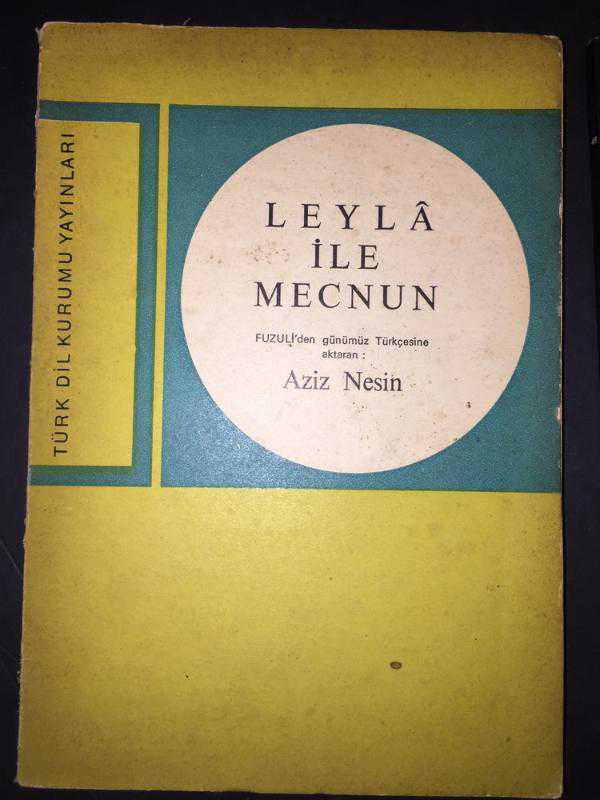 TÜRK DİL KURUMU YAYINLARI
LEYLÂ
İLE
MECNUN
FUZULİ'den günümüz Türkçesine
aktaran :
Aziz Nesin